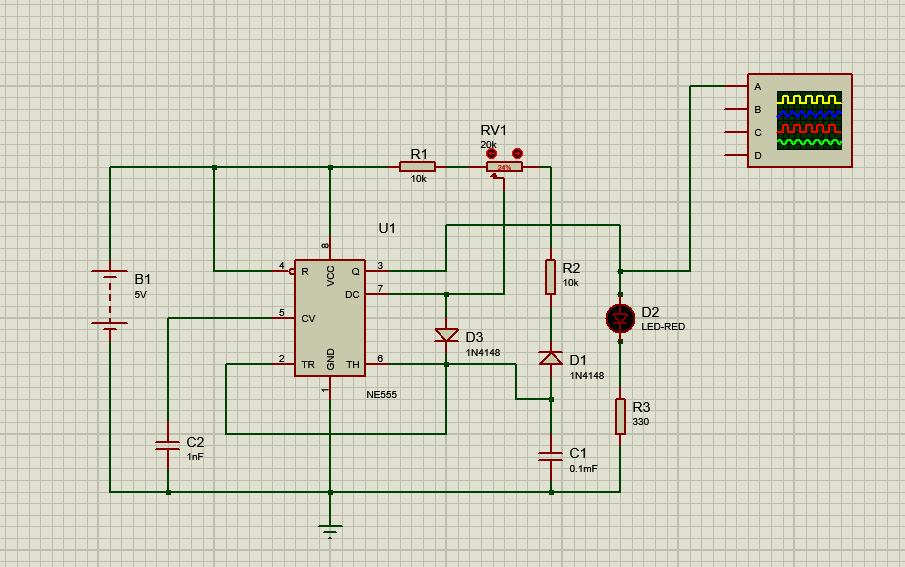 A
B
C
D
RV1
20k
24%
R1
10k
U1
8
VCC
4
R
Q
3
DC
7
5
CV
2
TR
GND
TH
6
1
NE555
B1
5V
R2
10k
D2
LED-RED
D3
1N4148
D1
1N4148
R3
330
C2
1nF
C1
0.1mF